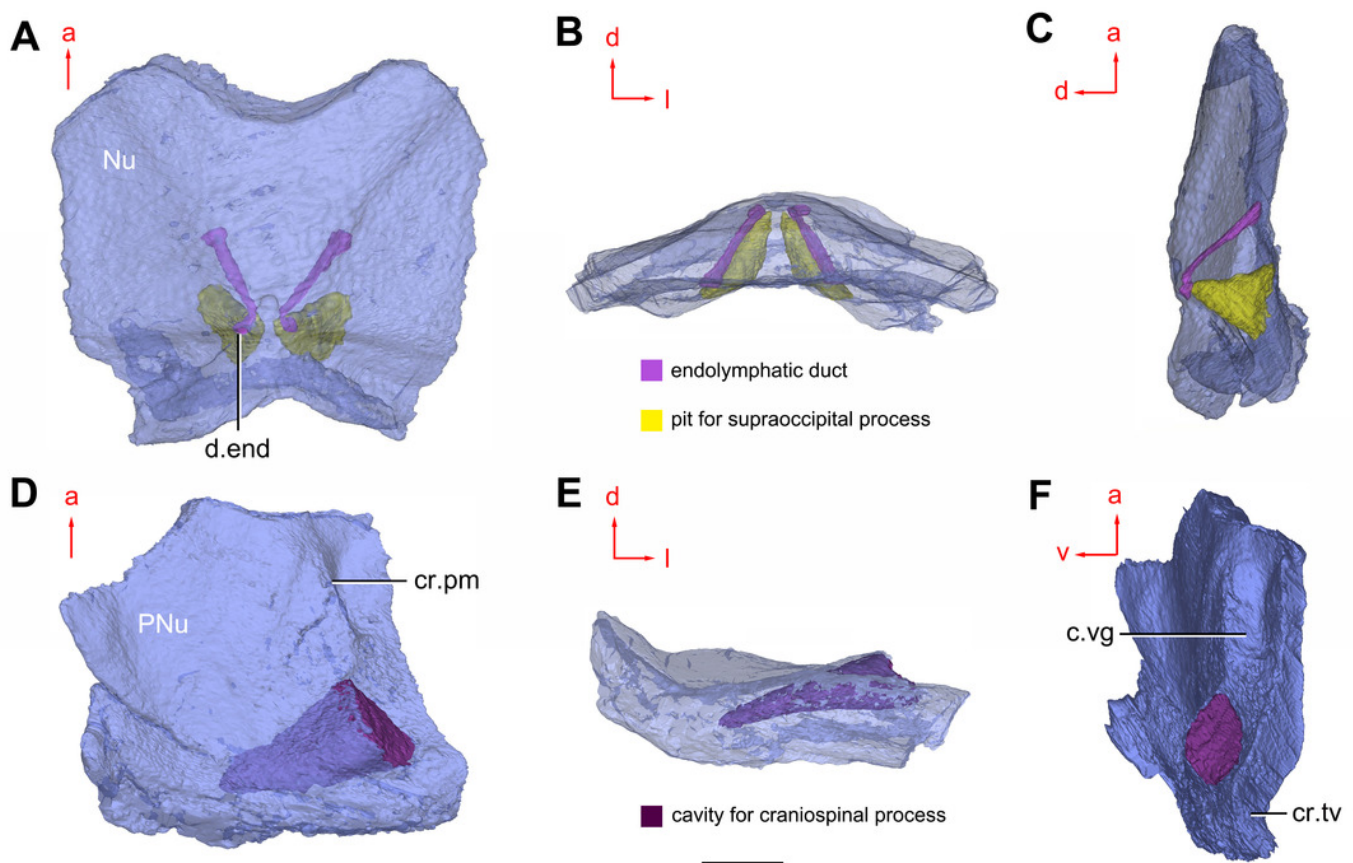 A
a
Nu
d.end
B
d
l
endolymphatic duct
pit for supraoccipital process
C
a
d
D
a
PNu
cr.pm
E
d
l
cavity for craniospinal process
F
a
v
c.vg
cr.tv